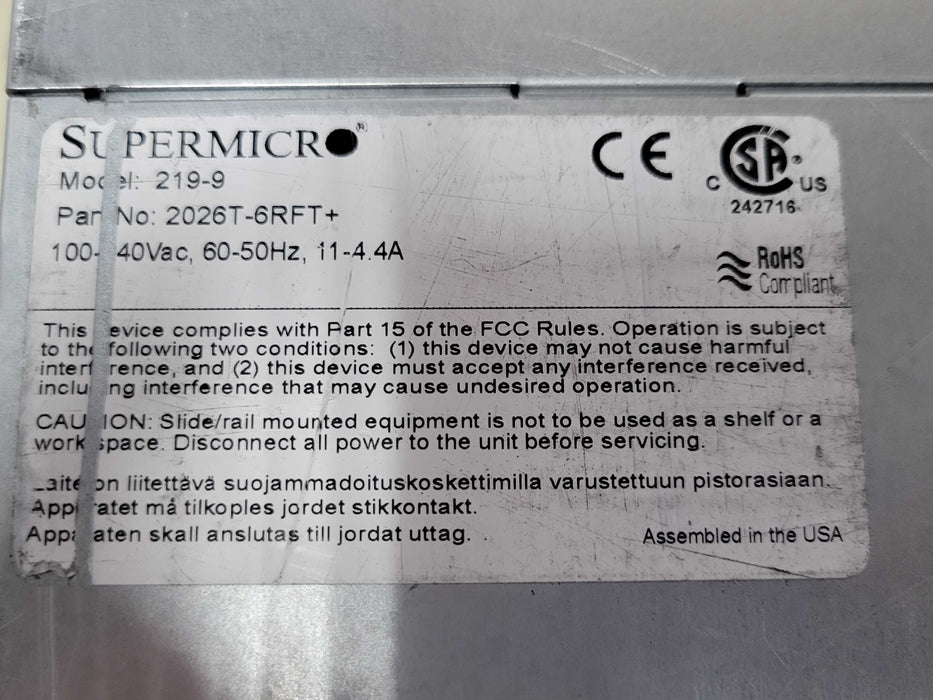 SUPERMICRO®
Model: 219-9
Part No: 2026T-6RFT+
100-240Vac, 60-50Hz, 11-4.4A
CE
C SA® US
242716
RoHS
Compliant
This device complies with Part 15 of the FCC Rules. Operation is subject
to the following two conditions: (1) this device may not cause harmful
interference, and (2) this device must accept any interference received,
including interference that may cause undesired operation.
CAUTION: Slide/rail mounted equipment is not to be used as a shelf or a
work space. Disconnect all power to the unit before servicing.
Laite on liitettävä suojammadoituskoskettimilla varustettuun pistorasiaan.
Apparatet må tilkoples jordet stikkontakt.
Apparaten skall anslutas till jordat uttag.
Assembled in the USA